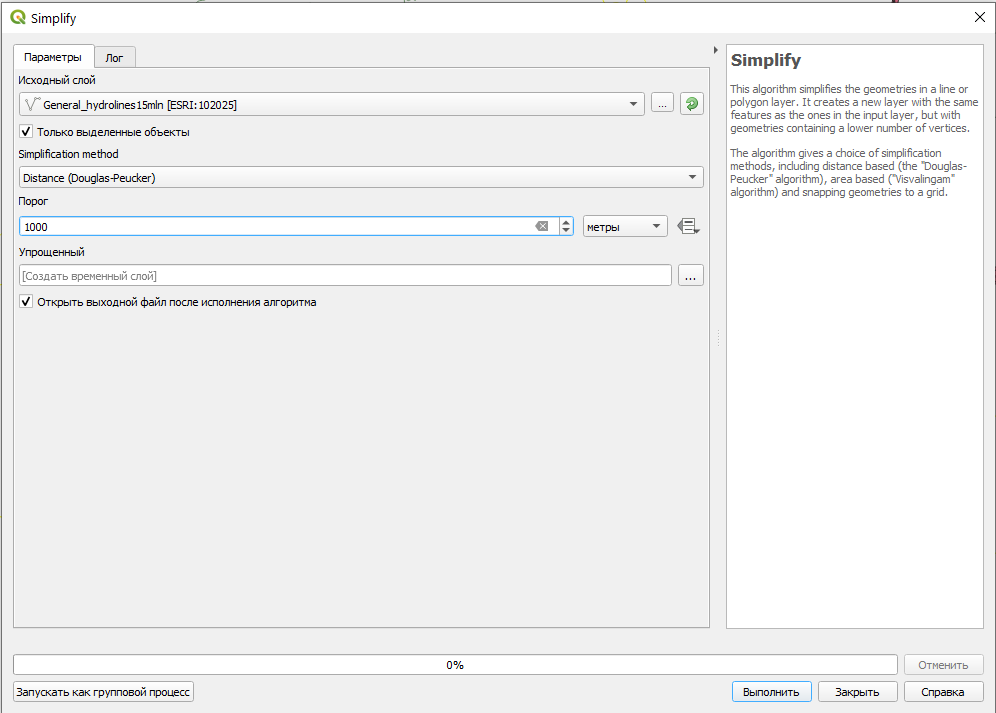 Simplify
Параметры
Лог
Исходный слой
General_hydrolines15mln [ESRI:102025]
...
Только выделенные объекты
Simplification method
Distance (Douglas-Peucker)
Порог
1000
метры
Упрощенный
[Создать временный слой]
...
Открыть выходной файл после исполнения алгоритма
Simplify
This algorithm simplifies the geometries in a line or
polygon layer. It creates a new layer with the same
features as the ones in the input layer, but with
geometries containing a lower number of vertices.
The algorithm gives a choice of simplification
methods, including distance based (the "Douglas-
Peucker" algorithm), area based ("Visvalingam"
algorithm) and snapping geometries to a grid.
0%
Отменить
Запускать как групповой процесс
Выполнить
Закрыть
Справка